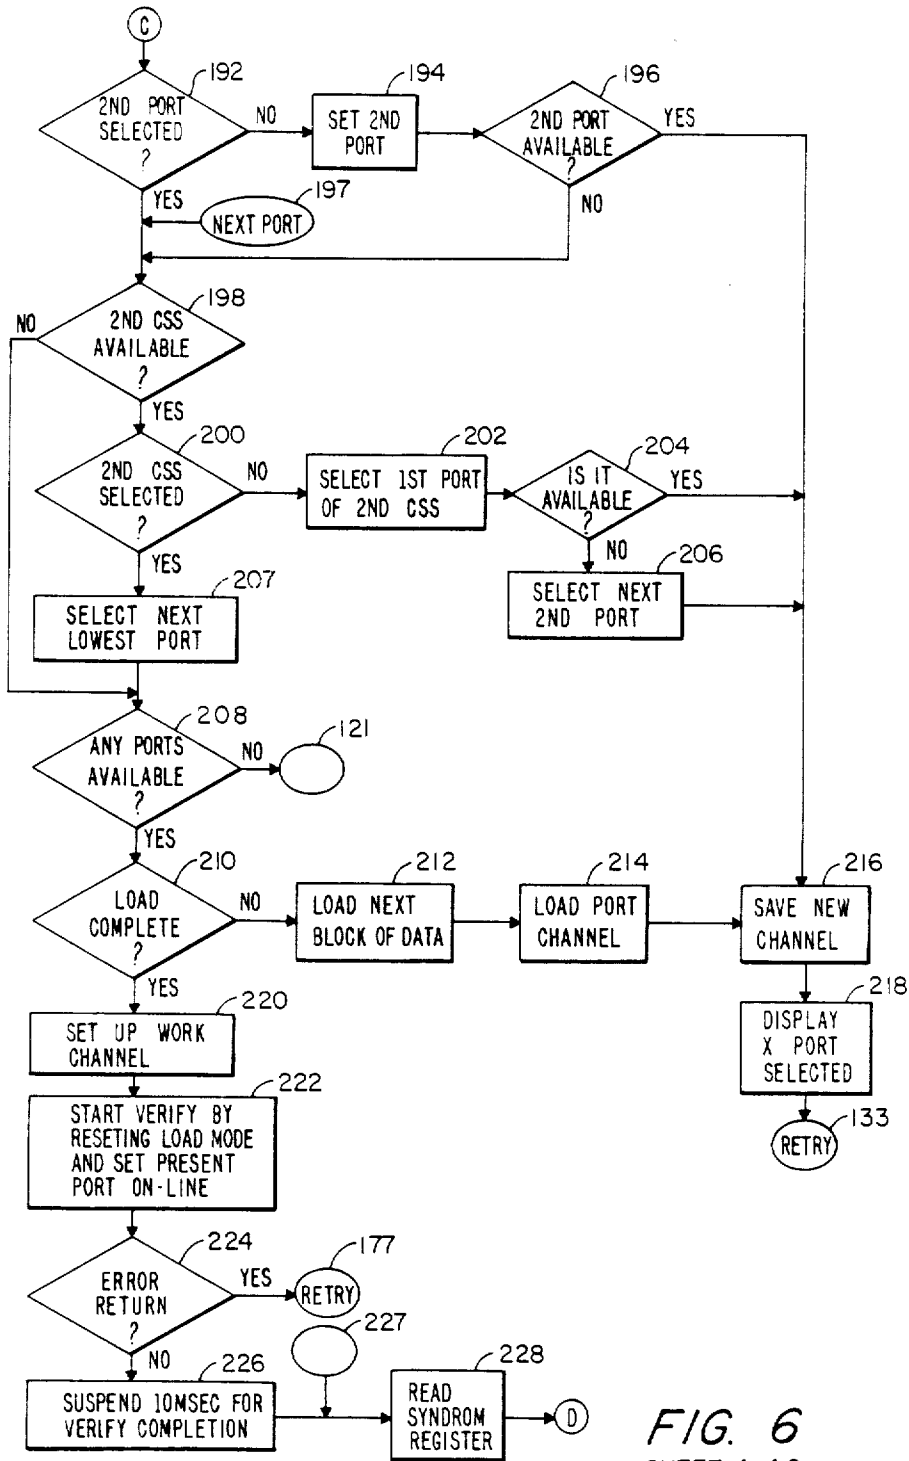 C
192
2ND PORT
SELECTED
?
NO
YES
194
SET 2ND
PORT
196
2ND PORT
AVAILABLE
?
YES
NO
197
NEXT PORT
198
2ND CSS
AVAILABLE
?
NO
YES
200
2ND CSS
SELECTED
?
NO
YES
202
SELECT 1ST PORT
OF 2ND CSS
204
IS IT
AVAILABLE
?
YES
NO
206
SELECT NEXT
2ND PORT
207
SELECT NEXT
LOWEST PORT
208
ANY PORTS
AVAILABLE
?
NO
YES
121
210
LOAD
COMPLETE
?
NO
YES
212
LOAD NEXT
BLOCK OF DATA
214
LOAD PORT
CHANNEL
216
SAVE NEW
CHANNEL
218
DISPLAY
X PORT
SELECTED
133
RETRY
220
SET UP WORK
CHANNEL
222
START VERIFY BY
RESETING LOAD MODE
AND SET PRESENT
PORT ON-LINE
224
ERROR
RETURN
?
YES
NO
177
RETRY
227
226
SUSPEND 10MSEC FOR
VERIFY COMPLETION
228
READ
SYNDROM
REGISTER
D
FIG. 6